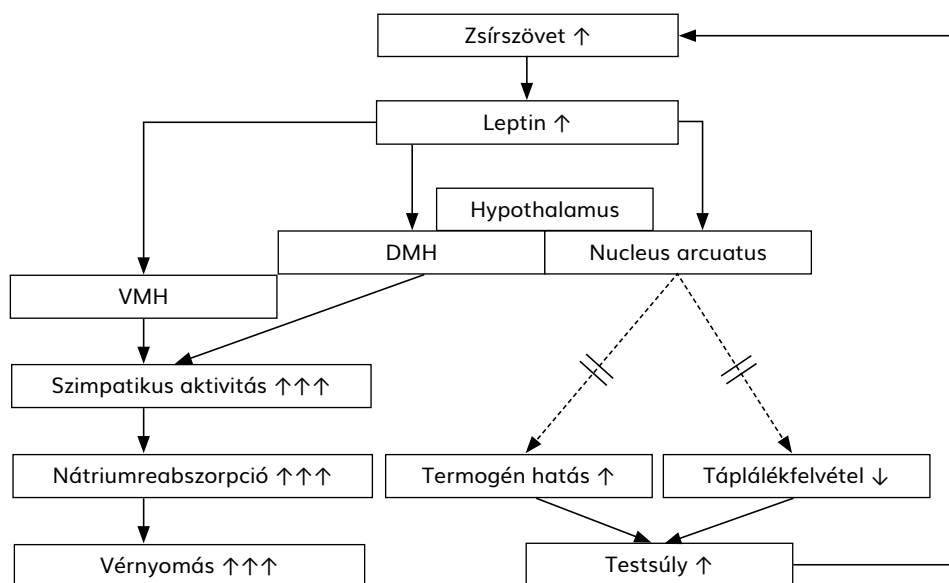 Zsírszövet ↑
Leptin ↑
Hypothalamus
DMH
Nucleus arcuatus
VMH
Szimpatikus aktivitás ↑↑↑
Nátriumreabszorpció ↑↑↑
Termogén hatás ↑
Táplálékfelvétel ↓
Vérnyomás ↑↑↑
Testsúly ↑